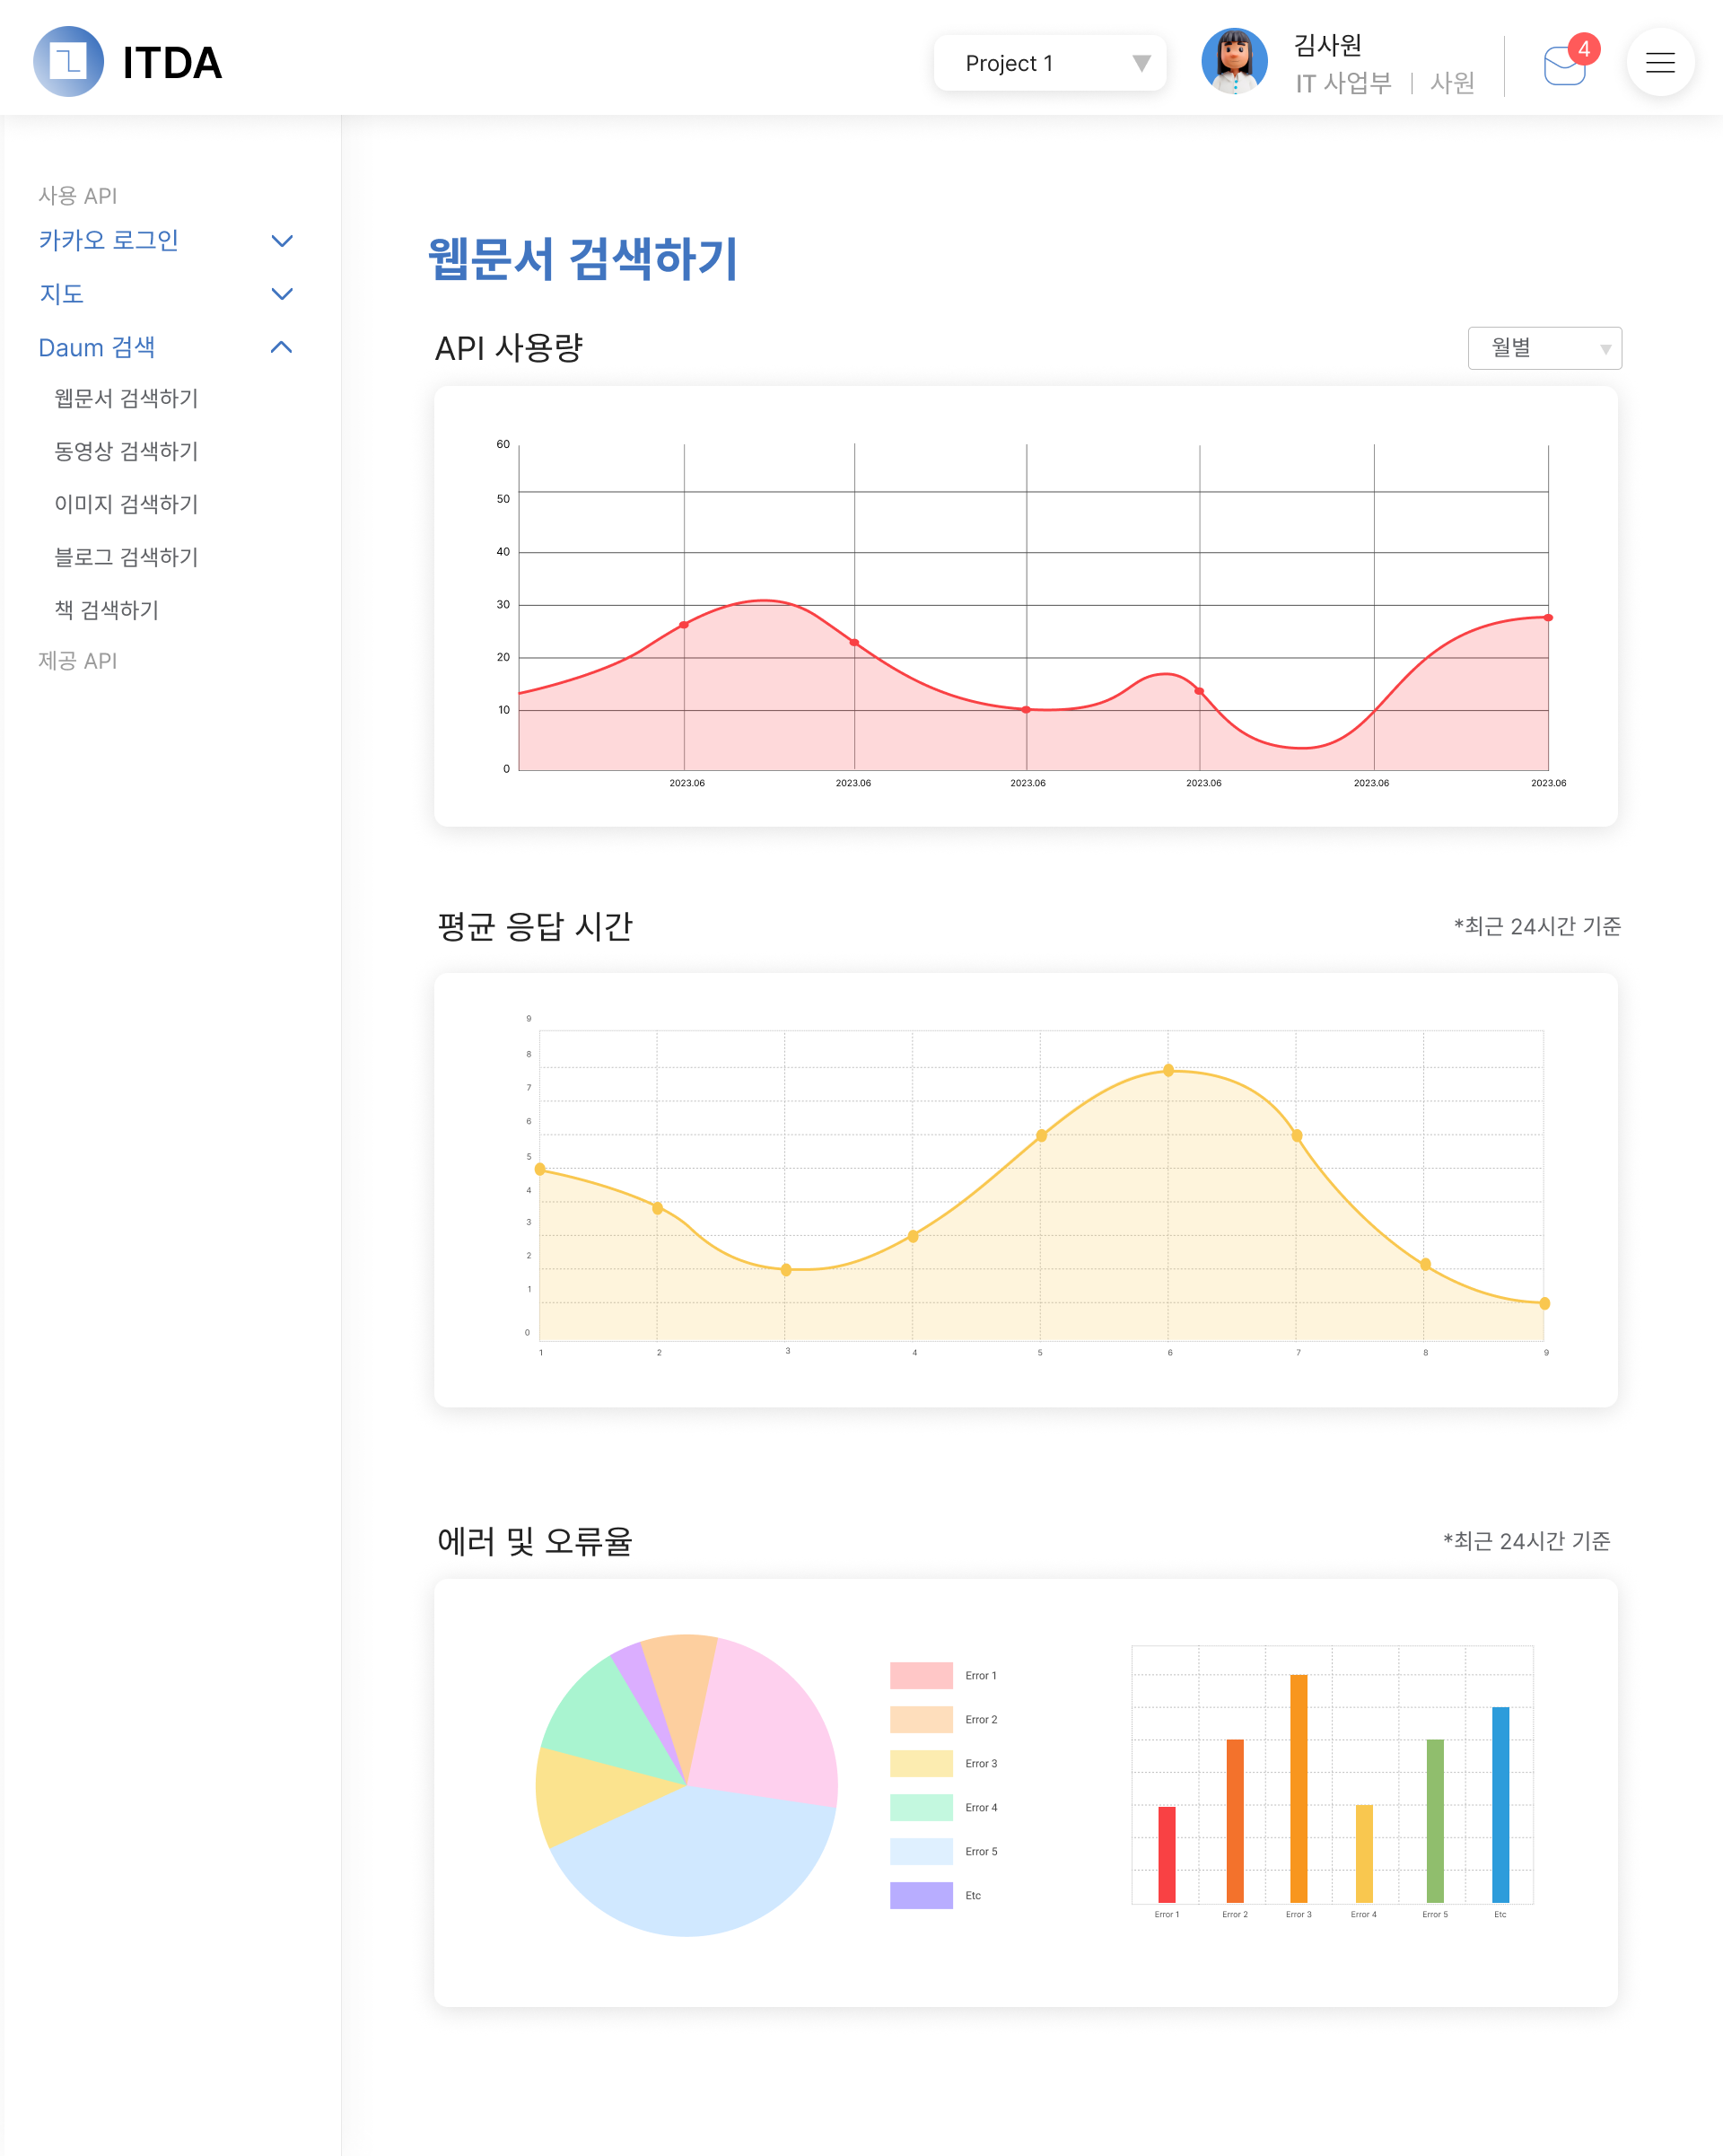 ITDA
Project 1
김사원
IT 사업부 | 사원
4
사용 API
카카오 로그인
지도
Daum 검색
웹문서 검색하기
동영상 검색하기
이미지 검색하기
블로그 검색하기
책 검색하기
제공 API
웹문서 검색하기
API 사용량
월별
60
50
40
30
20
10
0
2023.06 2023.06 2023.06 2023.06 2023.06 2023.06
평균 응답 시간
*최근 24시간 기준
9
8
7
6
5
4
3
2
1
0
1 2 3 4 5 6 7 8 9
에러 및 오류율
*최근 24시간 기준
Error 1
Error 2
Error 3
Error 4
Error 5
Etc
Error 1 Error 2 Error 3 Error 4 Error 5 Etc